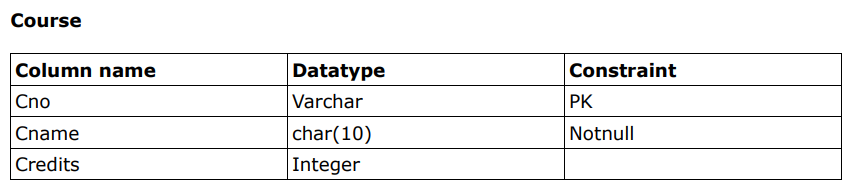 Course
Column name Datatype Constraint
Cno Varchar PK
Cname char(10) Notnull
Credits Integer